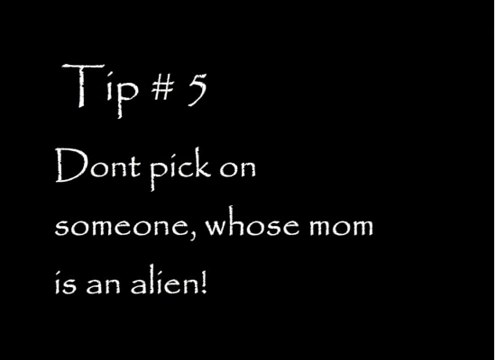 Tip # 5
Dont pick on
someone, whose mom
is an alien!